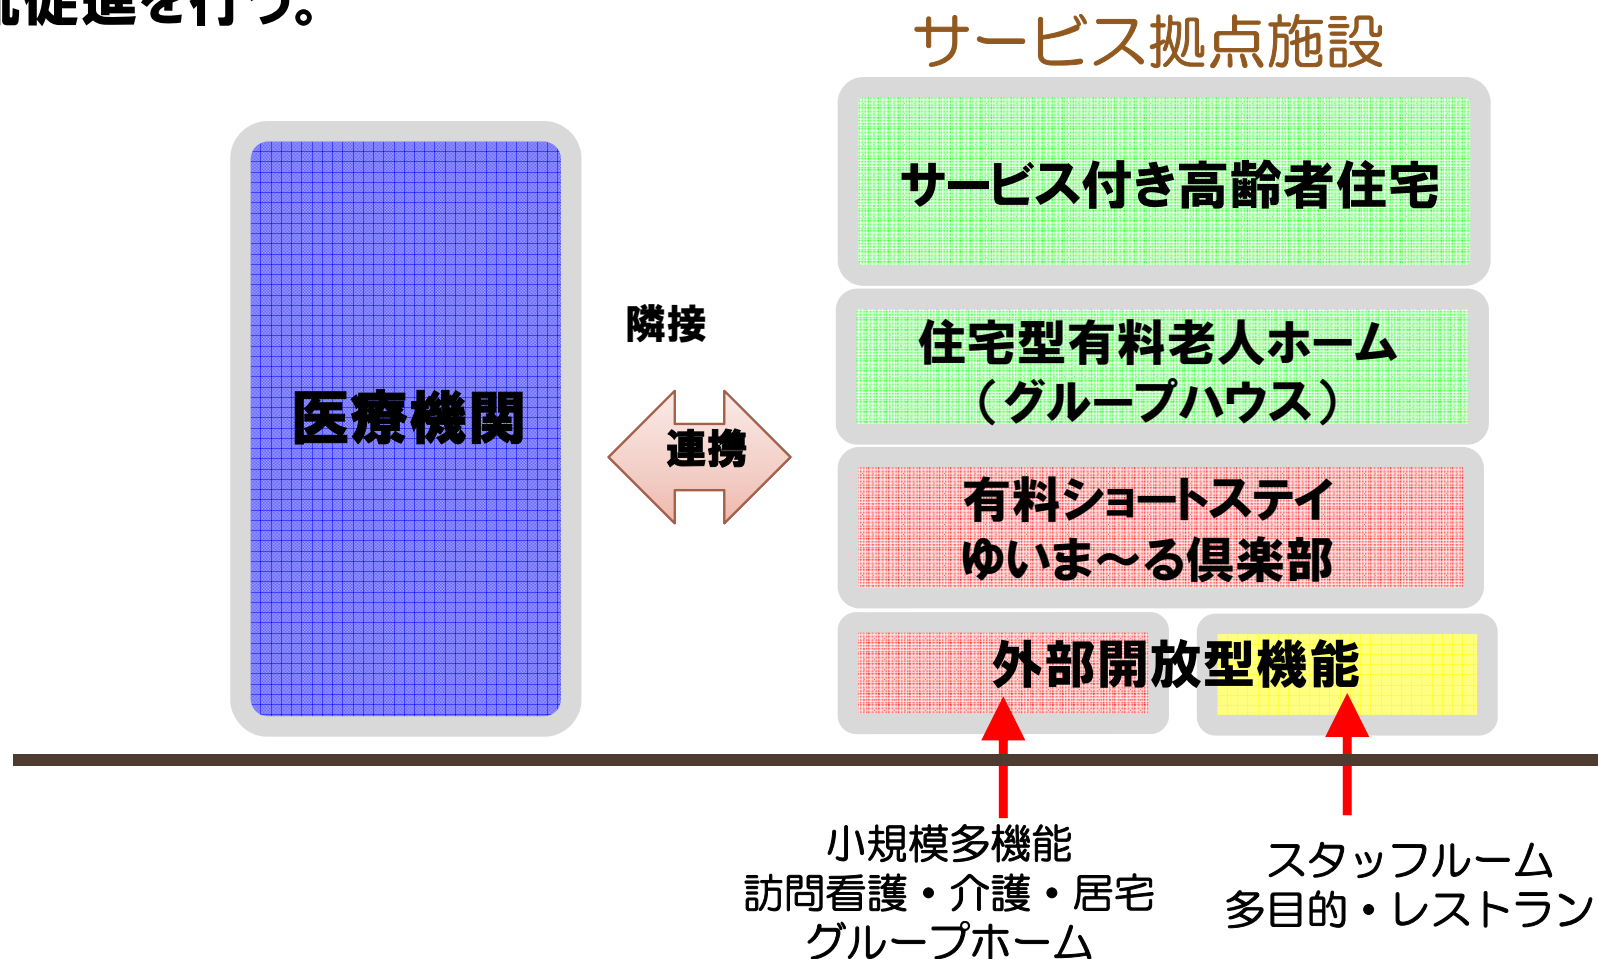 促進を行う。
サービス拠点施設
サービス付き高齢者住宅
住宅型有料老人ホーム
（グループハウス）
隣接
医療機関
連携
有料ショートステイ
ゆいま～る倶楽部
外部開放型機能
小規模多機能
訪問看護・介護・居宅
グループホーム
スタッフルーム
多目的・レストラン